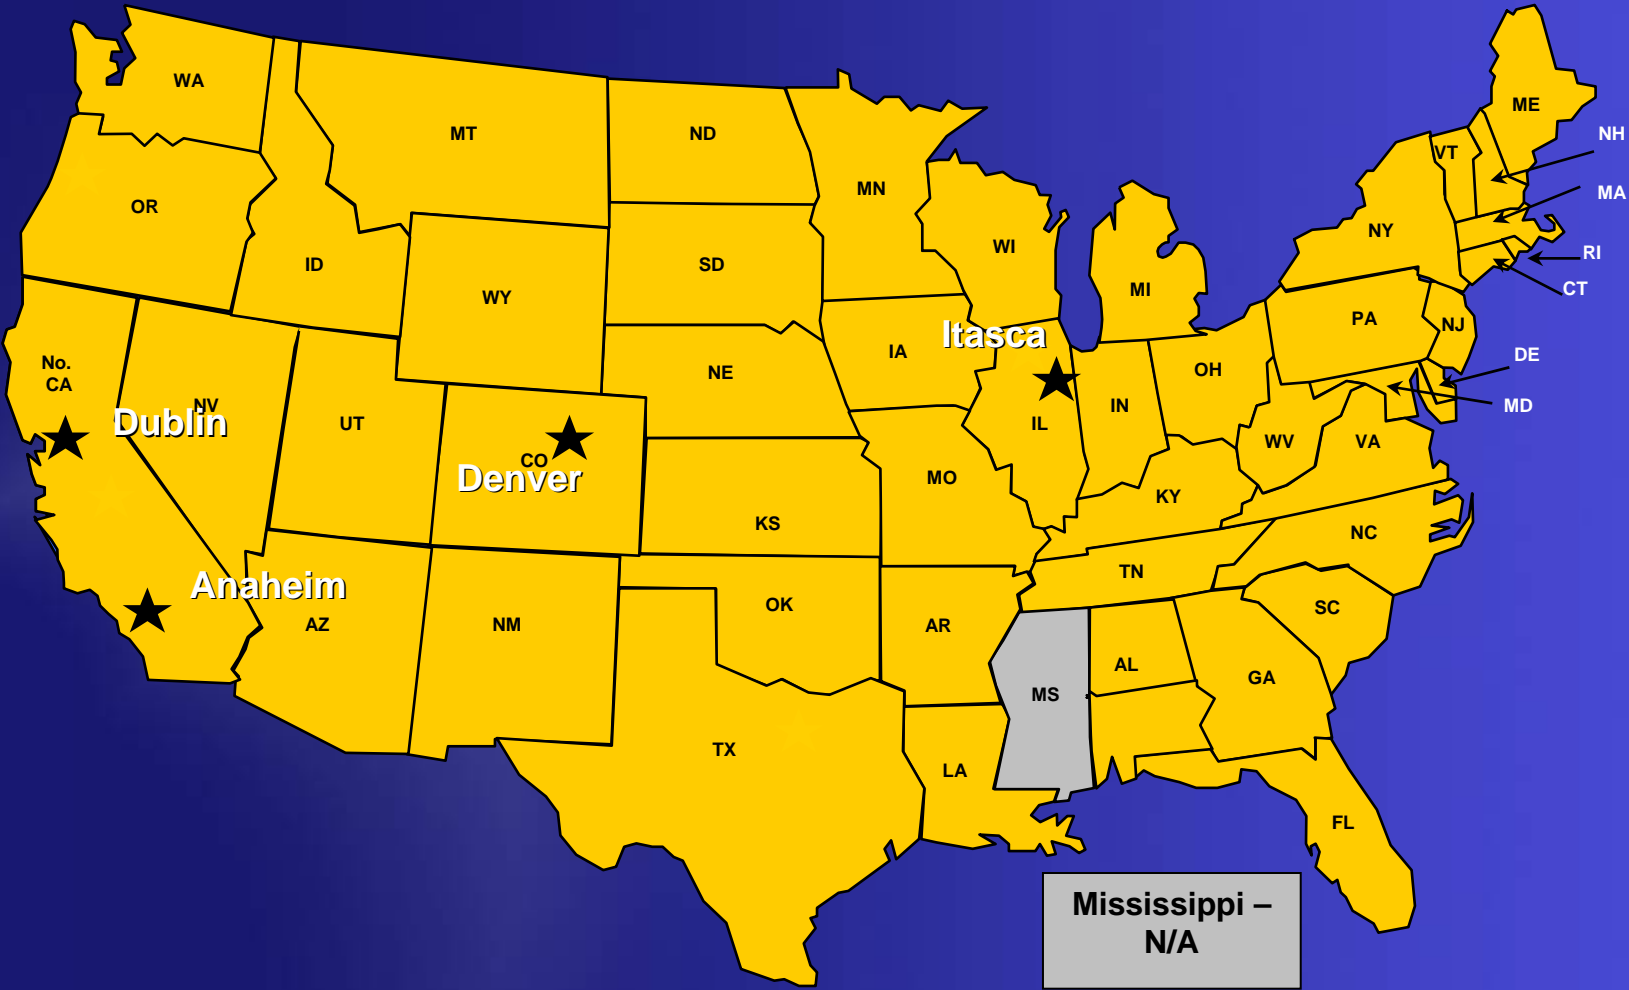 WA
MT
ND
ME
NH
VT
MN
MA
OR
NY
WI
RI
ID
SD
MI
CT
WY
PA
NJ
Itasca
IA
DE
No.
CA
NE
OH
NV
IN
MD
Dublin
UT
IL
WV
VA
CO
Denver
MO
KY
KS
NC
TN
Anaheim
OK
SC
AZ
NM
AR
AL
GA
MS
TX
LA
FL
Mississippi –
N/A